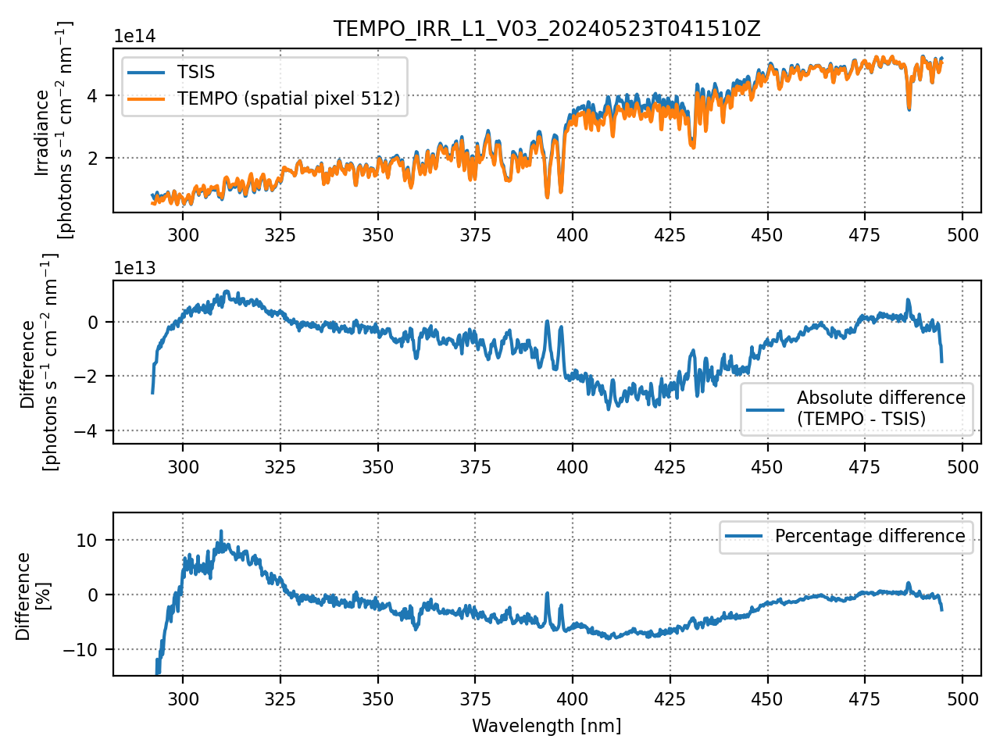 TEMPO_IRR_L1_V03_20240523T041510Z
1e14
Irradiance
[photons s⁻¹ cm⁻² nm⁻¹]
4
2
TSIS
TEMPO (spatial pixel 512)
300 325 350 375 400 425 450 475 500
1e13
Difference
[photons s⁻¹ cm⁻² nm⁻¹]
0
−2
−4
Absolute difference
(TEMPO - TSIS)
300 325 350 375 400 425 450 475 500
Difference
[%]
10
0
−10
Percentage difference
300 325 350 375 400 425 450 475 500
Wavelength [nm]